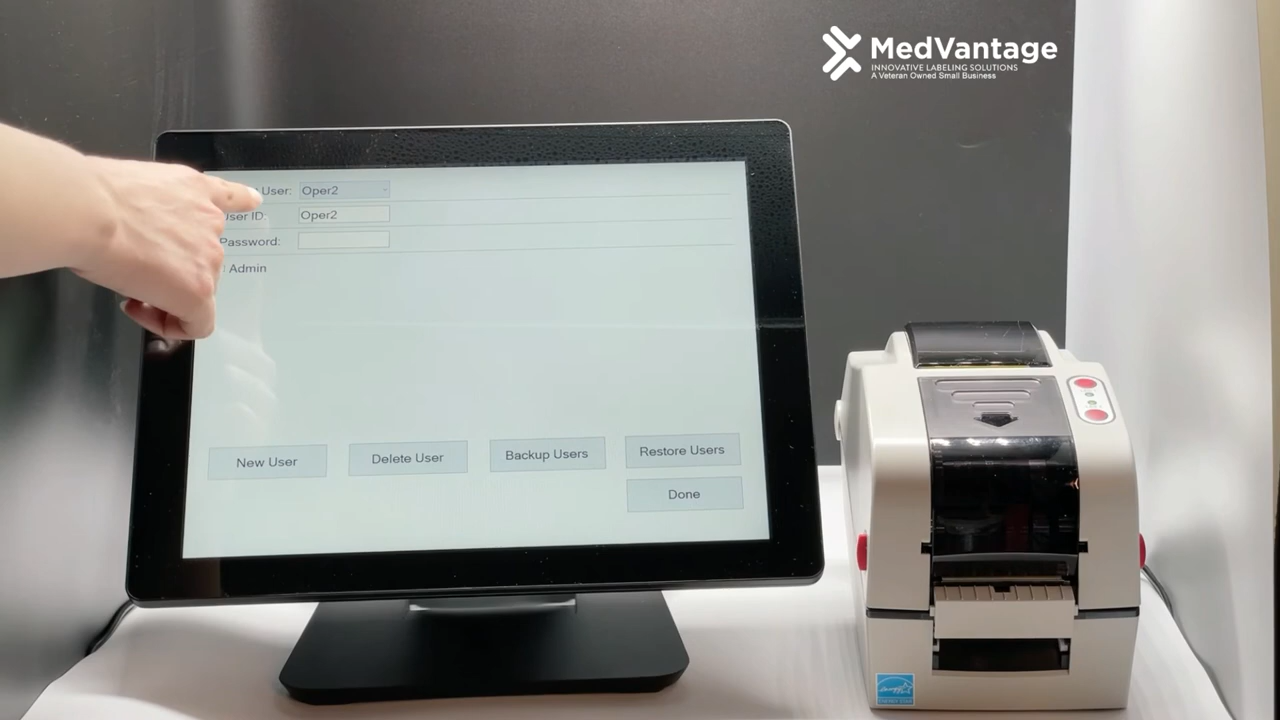 MedVantage
INNOVATIVE LABELING SOLUTIONS
A Veteran Owned Small Business
User: Oper2
User ID: Oper2
Password:
Admin
New User Delete User Backup Users Restore Users
Done